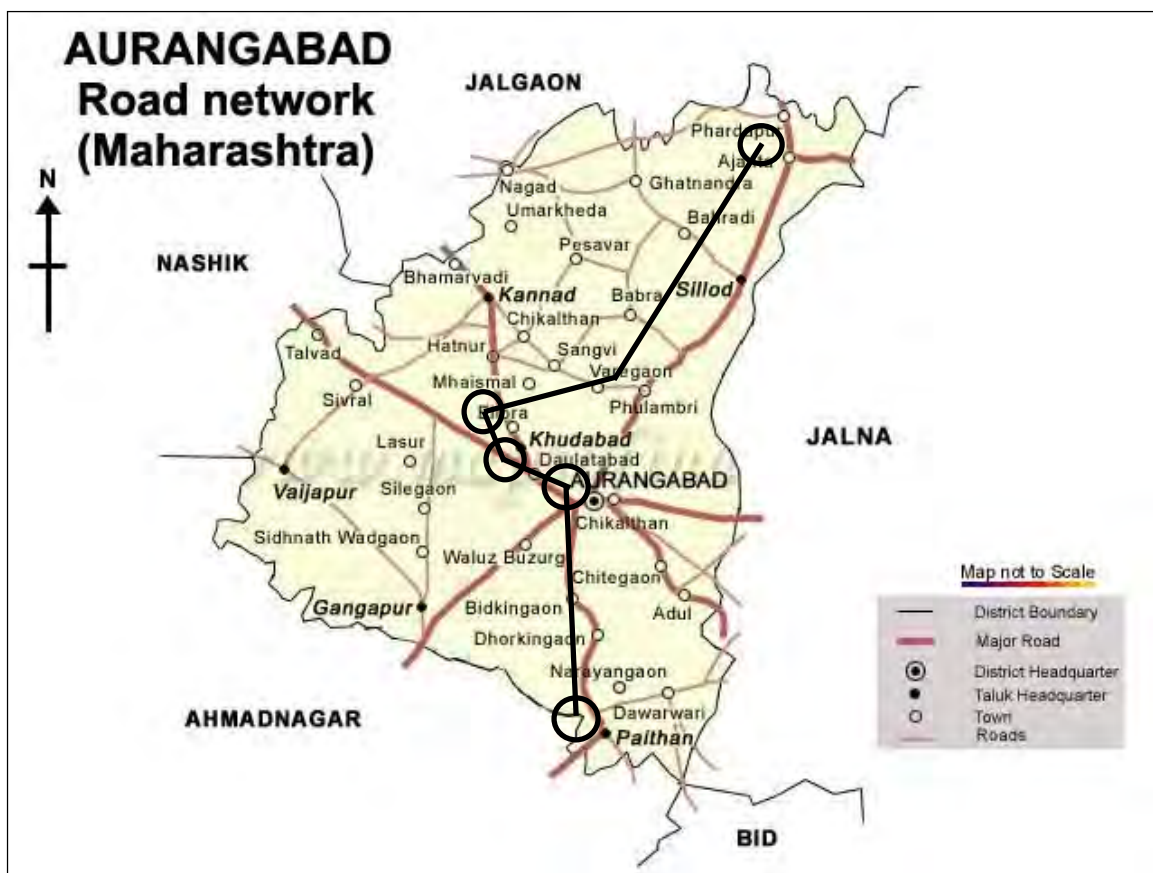 AURANGABAD
Road network
(Maharashtra)
JALGAON
N
Phardapur
Ajanta
Nagad
Ghatnandra
Umarkheda
Bahradi
NASHIK
Pesavar
Bhamarvadi
Kannad
Babra
Sillod
Chikalthan
Talvad
Hatnur
Sangvi
Varegaon
Mhaismal
Sivral
Phulambri
Ellora
JALNA
Lasur
Khudabad
Daulatabad
AURANGABAD
Vaijapur
Silegaon
Chikalthan
Sidhnath Wadgaon
Waluz Buzurg
Chitegaon
Map not to Scale
Gangapur
Bidkingaon
Adul
District Boundary
Dhorkingaon
Major Road
Narayangaon
District Headquarter
Taluk Headquarter
AHMADNAGAR
Dawarwari
Town
Paithan
Roads
BID